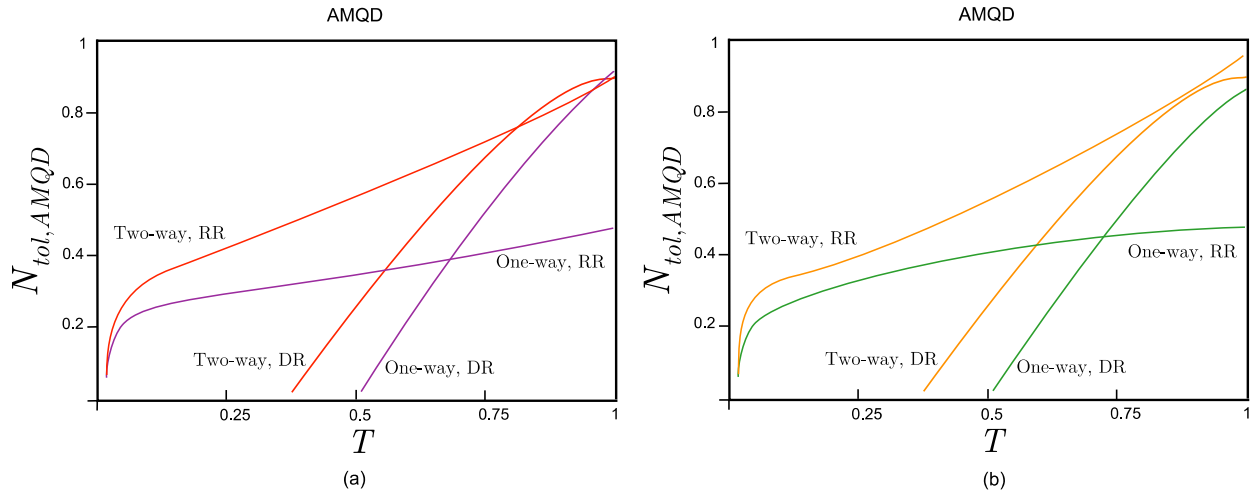 AMQD
1
0.8
0.6
0.4
0.2
N_{tol,AMQD}
Two-way, RR
One-way, RR
Two-way, DR
One-way, DR
0.25
0.5
0.75
1
T
(a)
AMQD
1
0.8
0.6
0.4
0.2
N_{tol,AMQD}
Two-way, RR
One-way, RR
Two-way, DR
One-way, DR
0.25
0.5
0.75
1
T
(b)